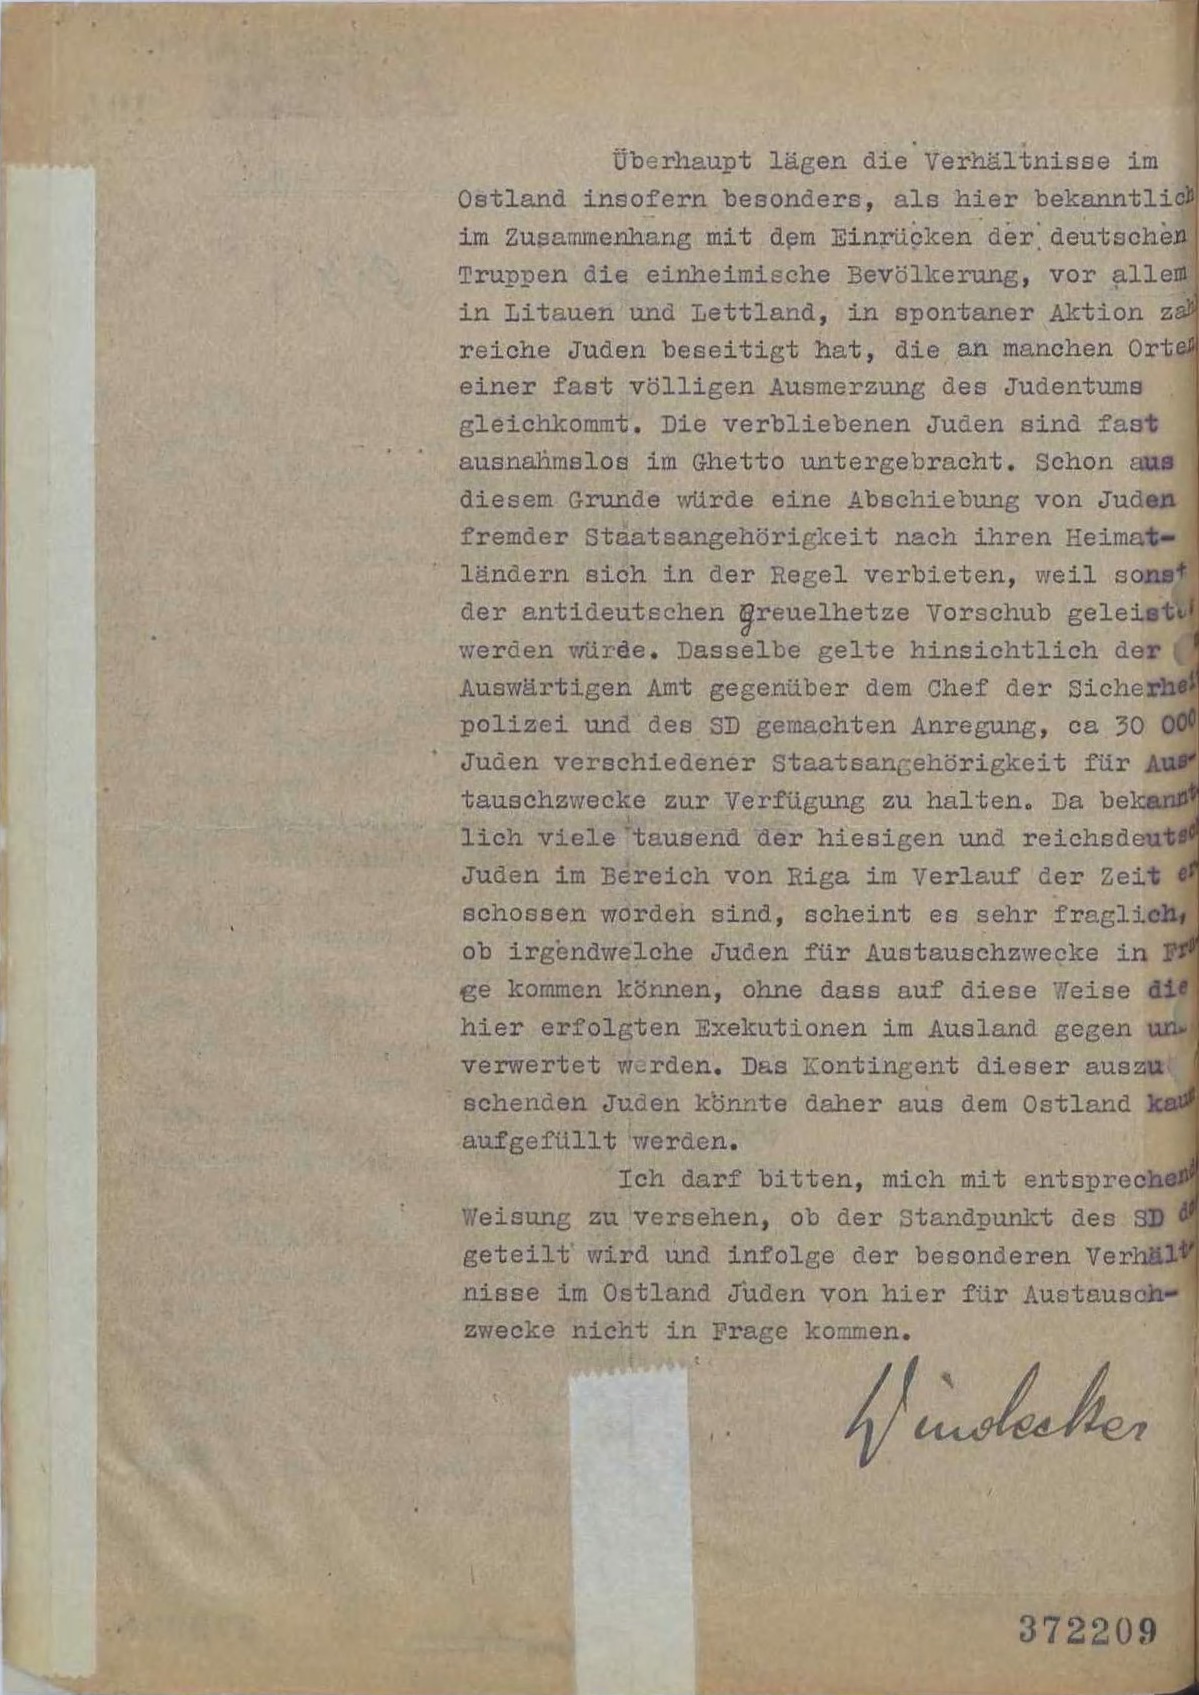 Überhaupt lägen die Verhältnisse im
Ostland insofern besonders, als hier bekanntlich
im Zusammenhang mit dem Einrücken der deutschen
Truppen die einheimische Bevölkerung, vor allem
in Litauen und Lettland, in spontaner Aktion zah
reiche Juden beseitigt hat, die an manchen Orten
einer fast völligen Ausmerzung des Judentums
gleichkommt. Die verbliebenen Juden sind fast
ausnahmslos im Ghetto untergebracht. Schon aus
diesem Grunde würde eine Abschiebung von Juden
fremder Staatsangehörigkeit nach ihren Heimat-
ländern sich in der Regel verbieten, weil sonst
der antideutschen greuelhetze Vorschub geleist
werden würde. Dasselbe gelte hinsichtlich der
Auswärtigen Amt gegenüber dem Chef der Sicherhei
polizei und des SD gemachten Anregung, ca 30 000
Juden verschiedener Staatsangehörigkeit für Aus-
tauschzwecke zur Verfügung zu halten. Da bekannt
lich viele tausend der hiesigen und reichsdeutsc
Juden im Bereich von Riga im Verlauf der Zeit er
schossen worden sind, scheint es sehr fraglich,
ob irgendwelche Juden für Austauschzwecke in Fra
ge kommen können, ohne dass auf diese Weise die
hier erfolgten Exekutionen im Ausland gegen un-
verwertet werden. Das Kontingent dieser auszu
schenden Juden könnte daher aus dem Ostland kaum
aufgefüllt werden.
Ich darf bitten, mich mit entsprechend
Weisung zu versehen, ob der Standpunkt des SD
geteilt wird und infolge der besonderen Verhält
nisse im Ostland Juden von hier für Austausch-
zwecke nicht in Frage kommen.
Windecker
372209